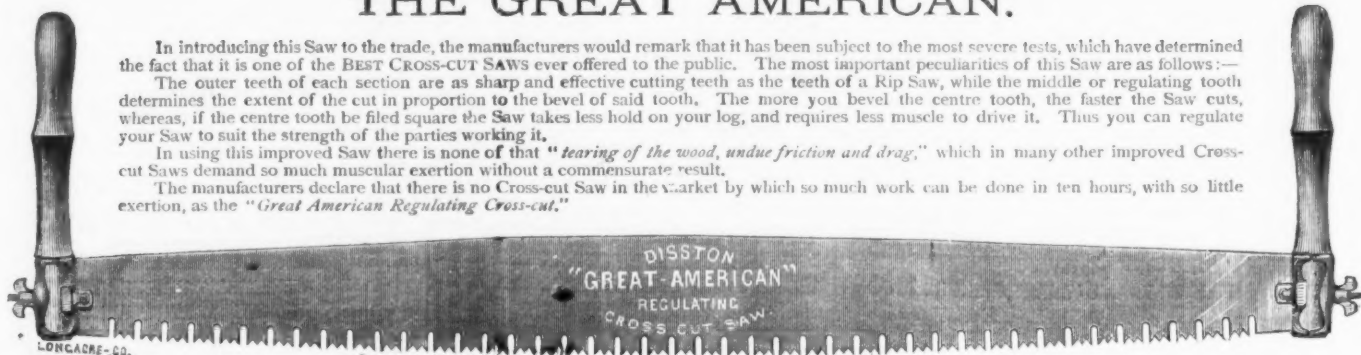 THE GREAT AMERICAN.
In introducing this Saw to the trade, the manufacturers would remark that it has been subject to the most severe tests, which have determined
the fact that it is one of the BEST CROSS-CUT SAWS ever offered to the public. The most important peculiarities of this Saw are as follows:—
The outer teeth of each section are as sharp and effective cutting teeth as the teeth of a Rip Saw, while the middle or regulating tooth
determines the extent of the cut in proportion to the bevel of said tooth. The more you bevel the centre tooth, the faster the Saw cuts,
whereas, if the centre tooth be filed square the Saw takes less hold on your log, and requires less muscle to drive it. Thus you can regulate
your Saw to suit the strength of the parties working it.
In using this improved Saw there is none of that "tearing of the wood, undue friction and drag," which in many other improved Cross-
cut Saws demand so much muscular exertion without a commensurate result.
The manufacturers declare that there is no Cross-cut Saw in the market by which so much work can be done in ten hours, with so little
exertion, as the "Great American Regulating Cross-cut."
DISSTON
"GREAT-AMERICAN"
REGULATING
CROSS CUT SAW.
LONGACRE-CO.